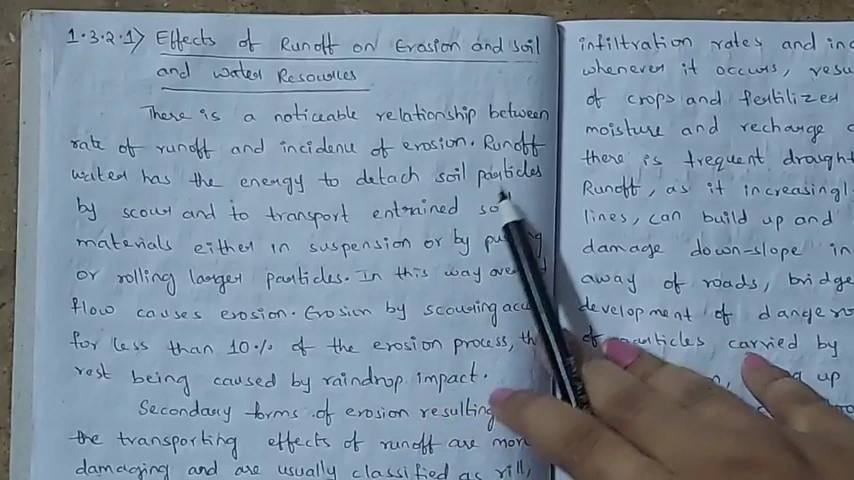 1.3.2.1) Effects of Runoff on Erosion and soil
and water Resources
There is a noticeable relationship between
rate of runoff and incidence of erosion. Runoff
water has the energy to detach soil particles
by scour and to transport entrained so
materials either in suspension or by
or rolling larger particles. In this way
flow causes erosion. Erosion by scouring
for less than 10% of the erosion process,
rest being caused by raindrop impact.
Secondary forms of erosion resulting
the transporting effects of runoff are more
damaging and are usually classified as rill,
infiltration rates and inc
whenever it occurs, resu
of crops and fertilizer
moisture and recharge
there is frequent drought
Runoff, as it increasingl
lines, can build up and
damage down-slope in
away of roads, bridge
development of dangero
of particles carried by
up